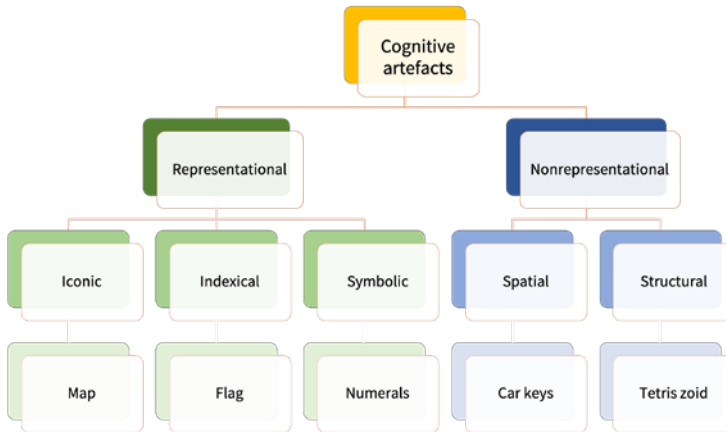 Cognitive
artefacts
Representational
Nonrepresentational
Iconic
Indexical
Symbolic
Spatial
Structural
Map
Flag
Numerals
Car keys
Tetris zoid